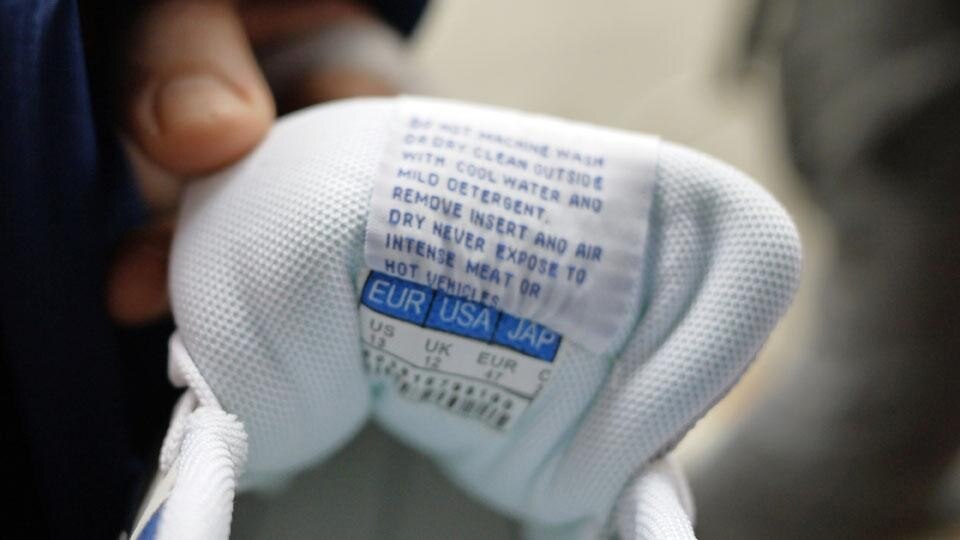 DO NOT MACHINE WASH
OR DRY CLEAN OUTSIDE
WITH COOL WATER AND
MILD DETERGENT.
REMOVE INSERT AND AIR
DRY NEVER EXPOSE TO
INTENSE MEAT OR
HOT VEHICLES
EUR USA JAP
US UK EUR C
13 12 47